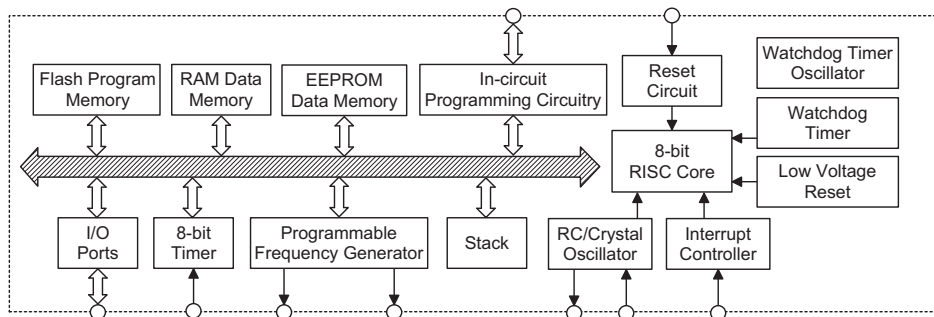 Flash Program
Memory
RAM Data
Memory
EEPROM
Data Memory
In-circuit
Programming Circuitry
Reset
Circuit
Watchdog Timer
Oscillator
Watchdog
Timer
8-bit
RISC Core
Low Voltage
Reset
I/O
Ports
8-bit
Timer
Programmable
Frequency Generator
Stack
RC/Crystal
Oscillator
Interrupt
Controller